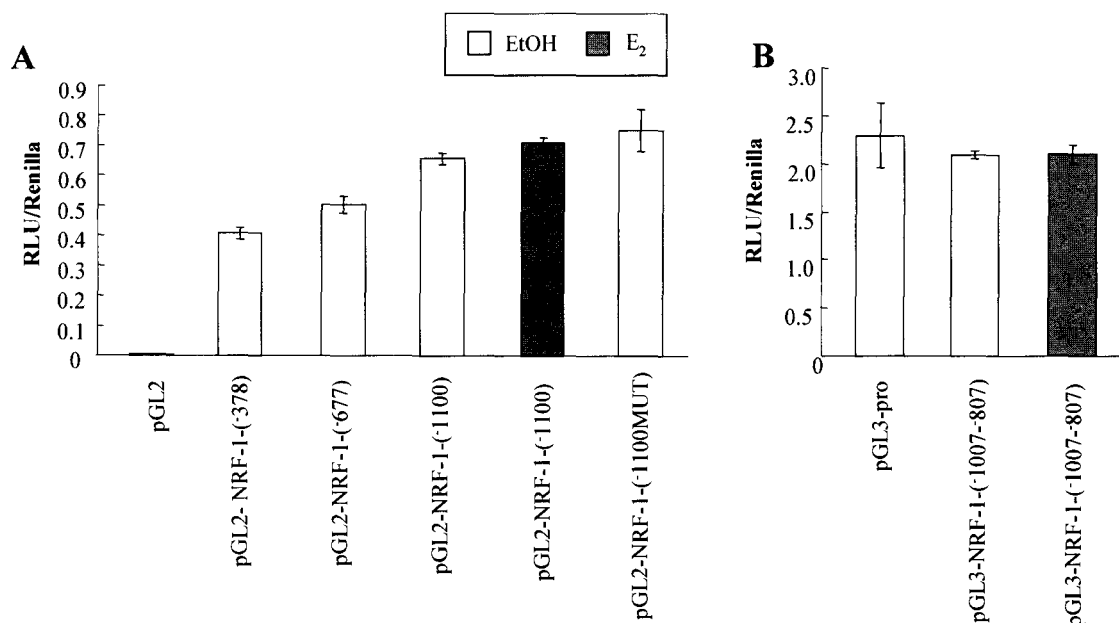 EtOH
E2
A
RLU/Renilla
0.9
0.8
0.7
0.6
0.5
0.4
0.3
0.2
0.1
0
pGL2
pGL2- NRF-1-(-378)
pGL2-NRF-1-(-677)
pGL2-NRF-1-(-1100)
pGL2-NRF-1-(-1100)
pGL2-NRF-1-(-1100MUT)
B
RLU/Renilla
3.0
2.5
2.0
1.5
1.0
0.5
0
pGL3-pro
pGL3-NRF-1-(-1007--807)
pGL3-NRF-1-(-1007--807)